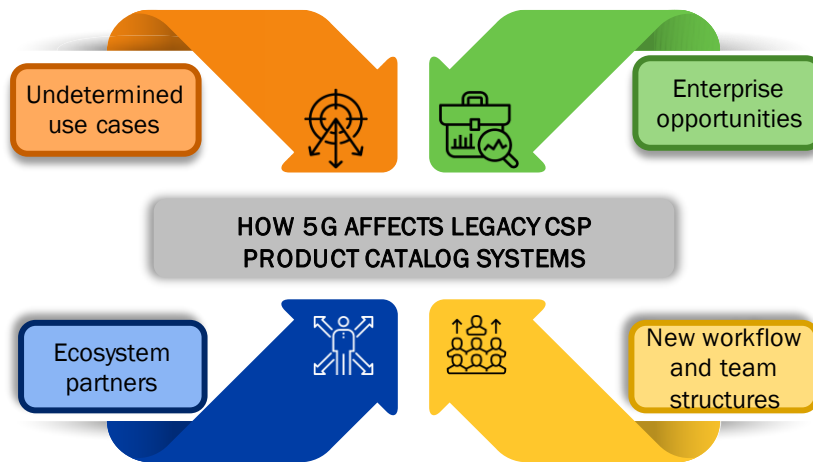 Undetermined
use cases
Enterprise
opportunities
HOW 5G AFFECTS LEGACY CSP
PRODUCT CATALOG SYSTEMS
Ecosystem
partners
New workflow
and team
structures